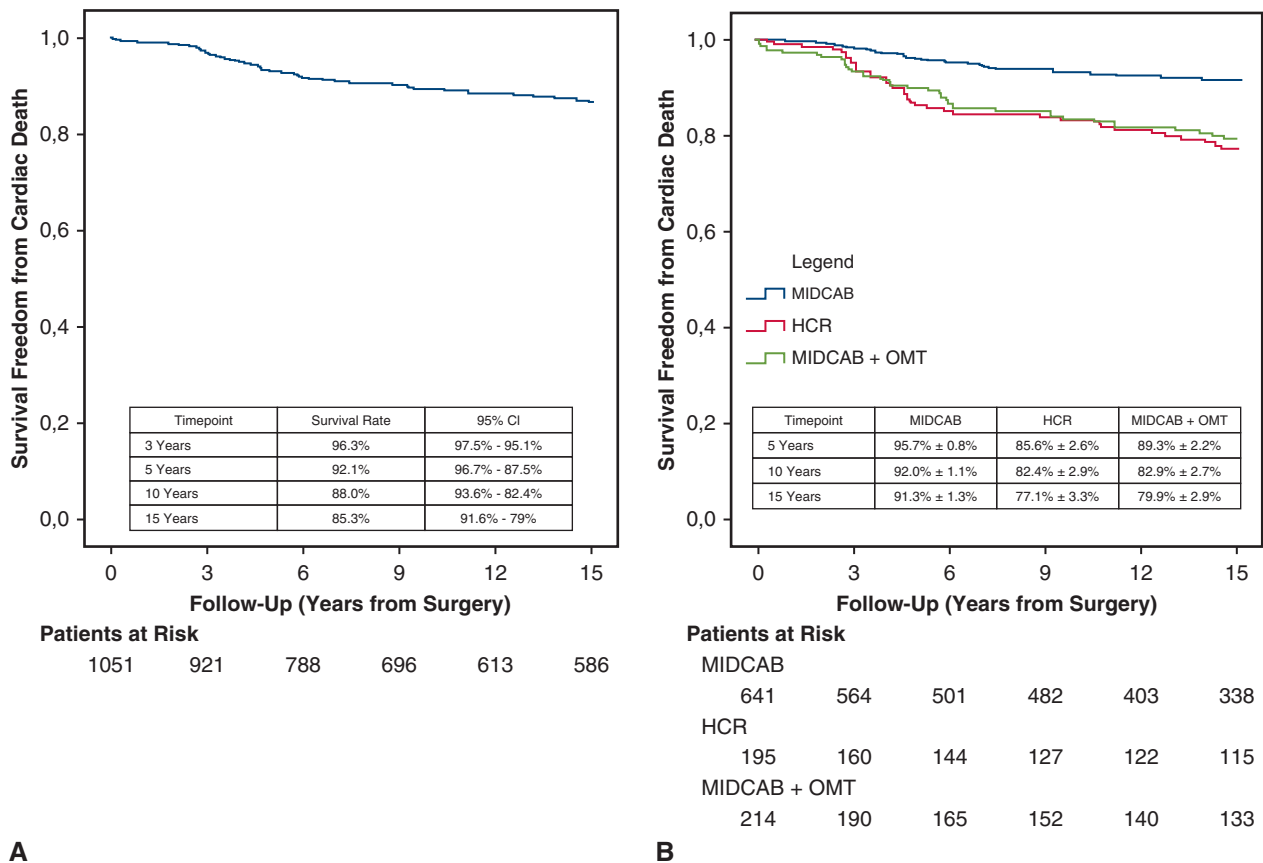 Survival Freedom from Cardiac Death
1,0
0,8
0,6
0,4
0,2
0,0
Timepoint Survival Rate 95% CI
3 Years 96.3% 97.5% - 95.1%
5 Years 92.1% 96.7% - 87.5%
10 Years 88.0% 93.6% - 82.4%
15 Years 85.3% 91.6% - 79%
0 3 6 9 12 15
Follow-Up (Years from Surgery)
Patients at Risk
1051 921 788 696 613 586
A
Survival Freedom from Cardiac Death
1,0
0,8
0,6
0,4
0,2
0,0
Legend
MIDCAB
HCR
MIDCAB + OMT
Timepoint MIDCAB HCR MIDCAB + OMT
5 Years 95.7% ± 0.8% 85.6% ± 2.6% 89.3% ± 2.2%
10 Years 92.0% ± 1.1% 82.4% ± 2.9% 82.9% ± 2.7%
15 Years 91.3% ± 1.3% 77.1% ± 3.3% 79.9% ± 2.9%
0 3 6 9 12 15
Follow-Up (Years from Surgery)
Patients at Risk
MIDCAB
641 564 501 482 403 338
HCR
195 160 144 127 122 115
MIDCAB + OMT
214 190 165 152 140 133
B